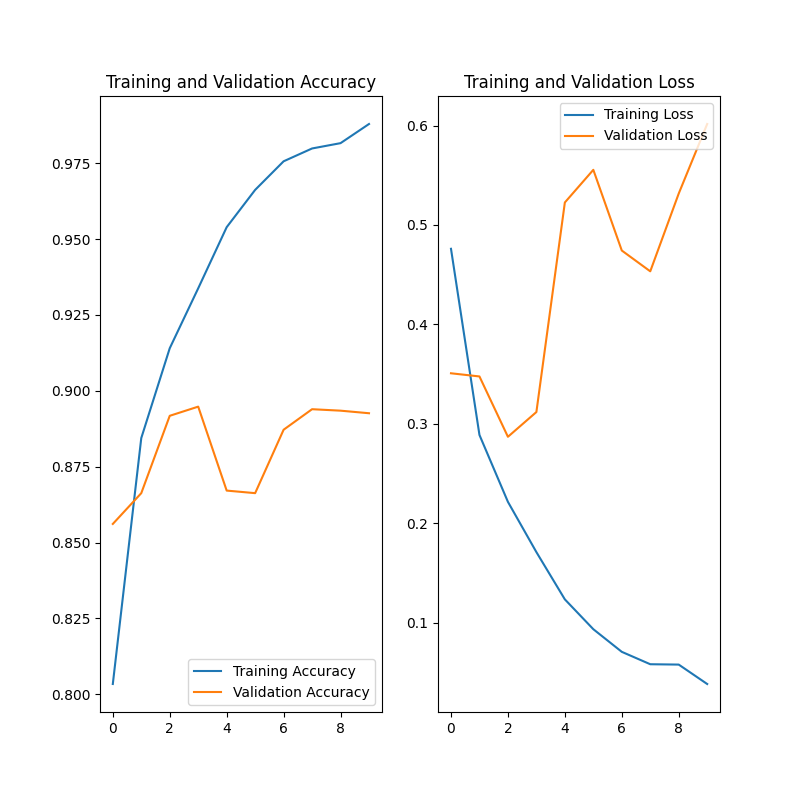 Training and Validation Accuracy
0.975
0.950
0.925
0.900
0.875
0.850
0.825
0.800
Training Accuracy
Validation Accuracy
0 2 4 6 8
Training and Validation Loss
Training Loss
Validation Loss
0.6
0.5
0.4
0.3
0.2
0.1
0 2 4 6 8